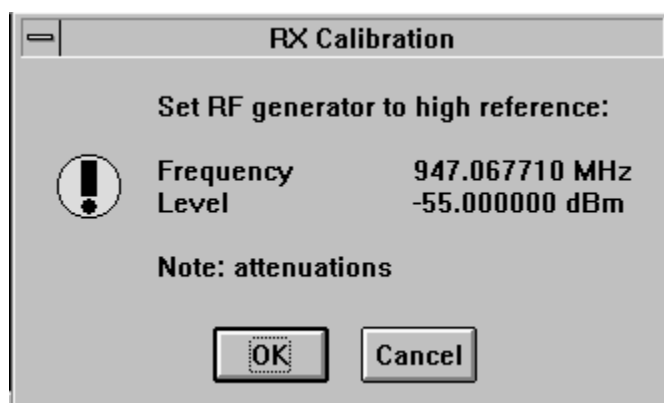 RX Calibration
Set RF generator to high reference:
Frequency 947.067710 MHz
Level -55.000000 dBm
Note: attenuations
OK Cancel